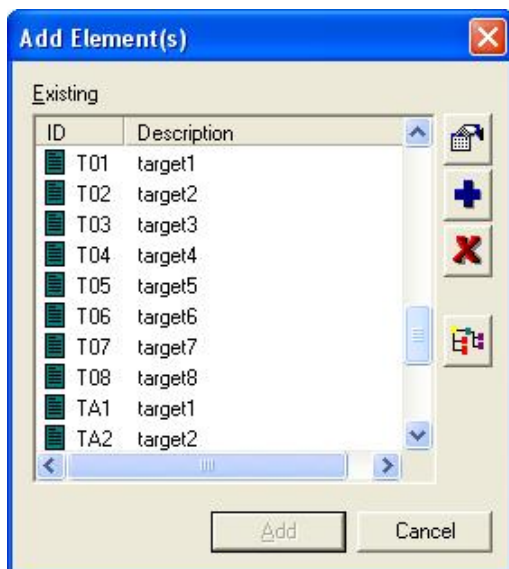 Add Element(s)
Existing
ID Description
T01 target1
T02 target2
T03 target3
T04 target4
T05 target5
T06 target6
T07 target7
T08 target8
TA1 target1
TA2 target2
Add Cancel